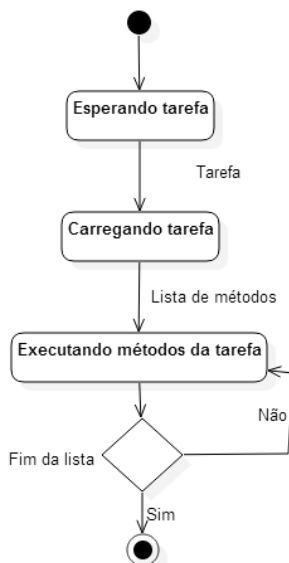 Esperando tarefa
Tarefa
Carregando tarefa
Lista de métodos
Executando métodos da tarefa
Não
Fim da lista
Sim